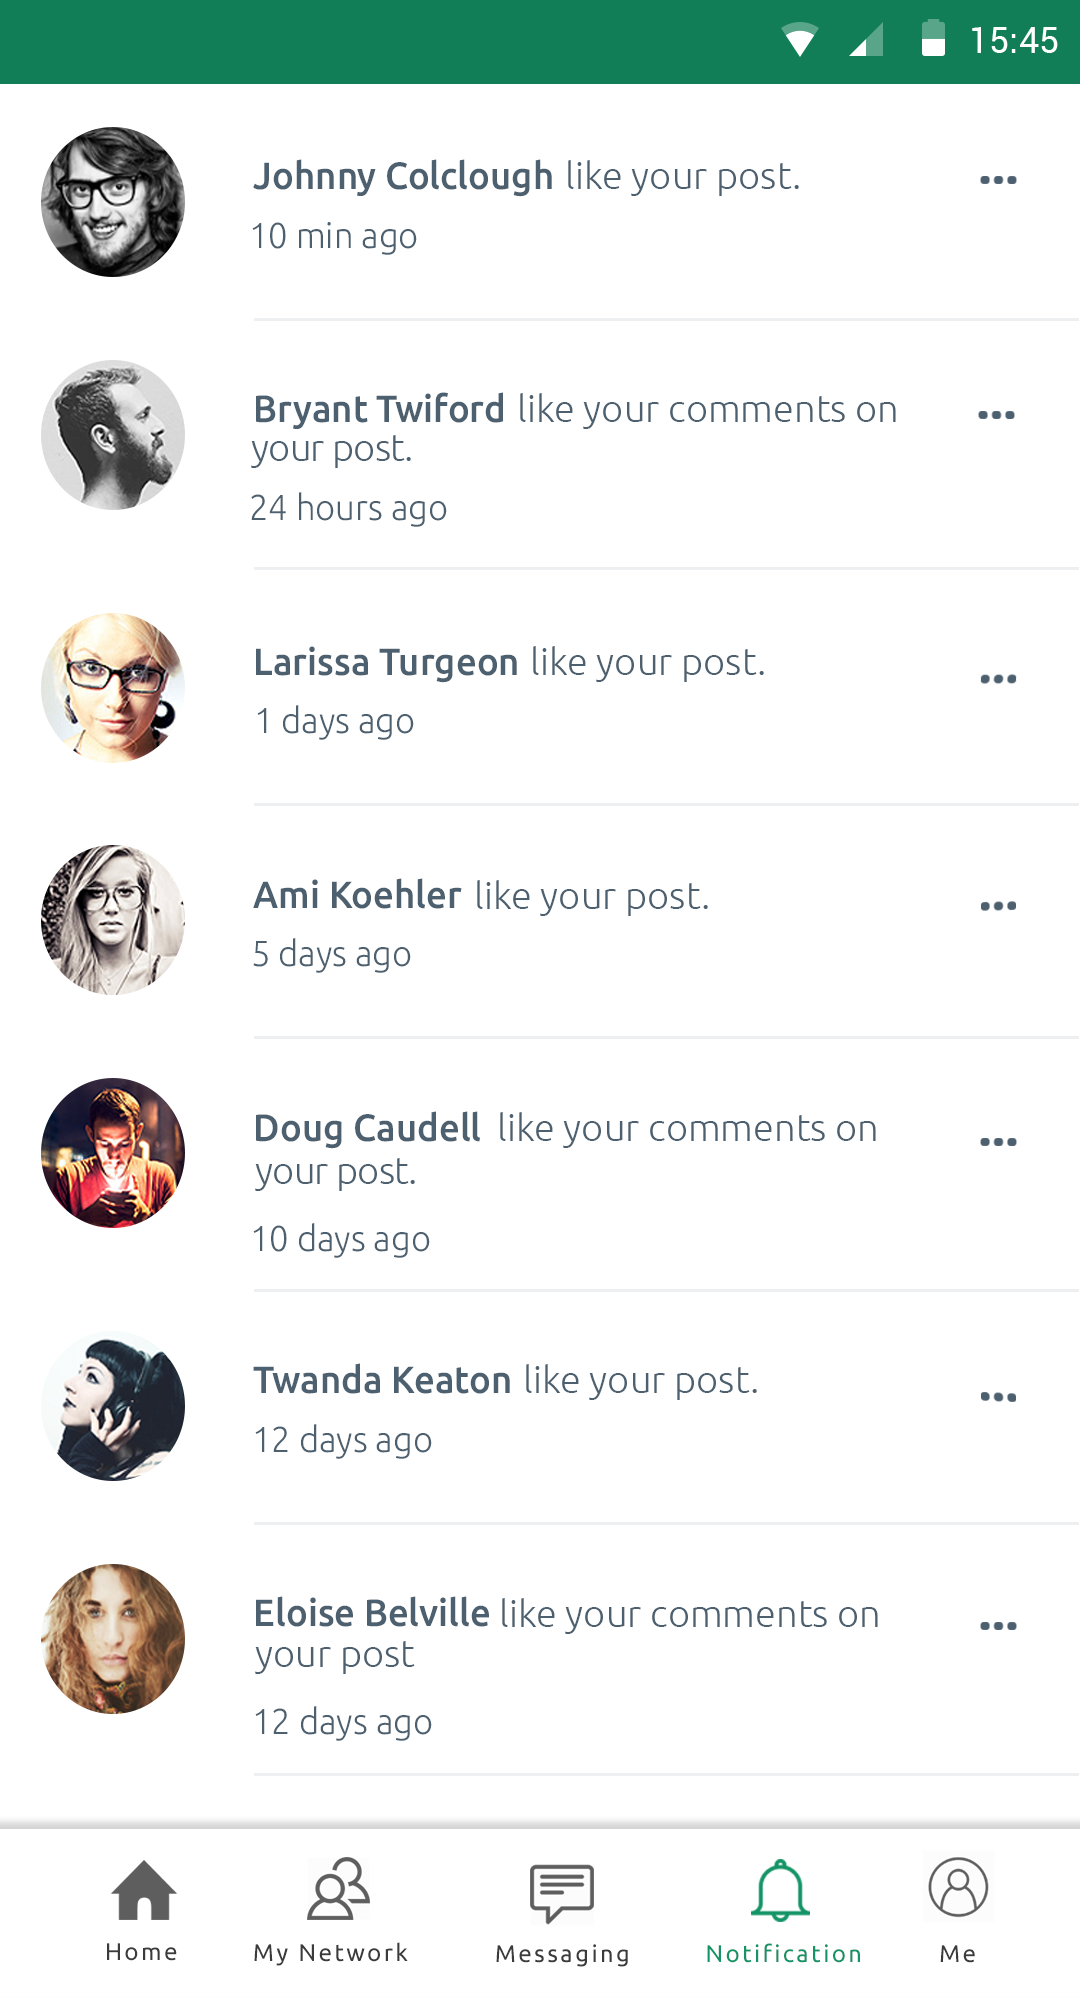 15:45
Johnny Colclough like your post.
10 min ago
Bryant Twiford like your comments on
your post.
24 hours ago
Larissa Turgeon like your post.
1 days ago
Ami Koehler like your post.
5 days ago
Doug Caudell like your comments on
your post.
10 days ago
Twanda Keaton like your post.
12 days ago
Eloise Belville like your comments on
your post
12 days ago
Home My Network Messaging Notification Me